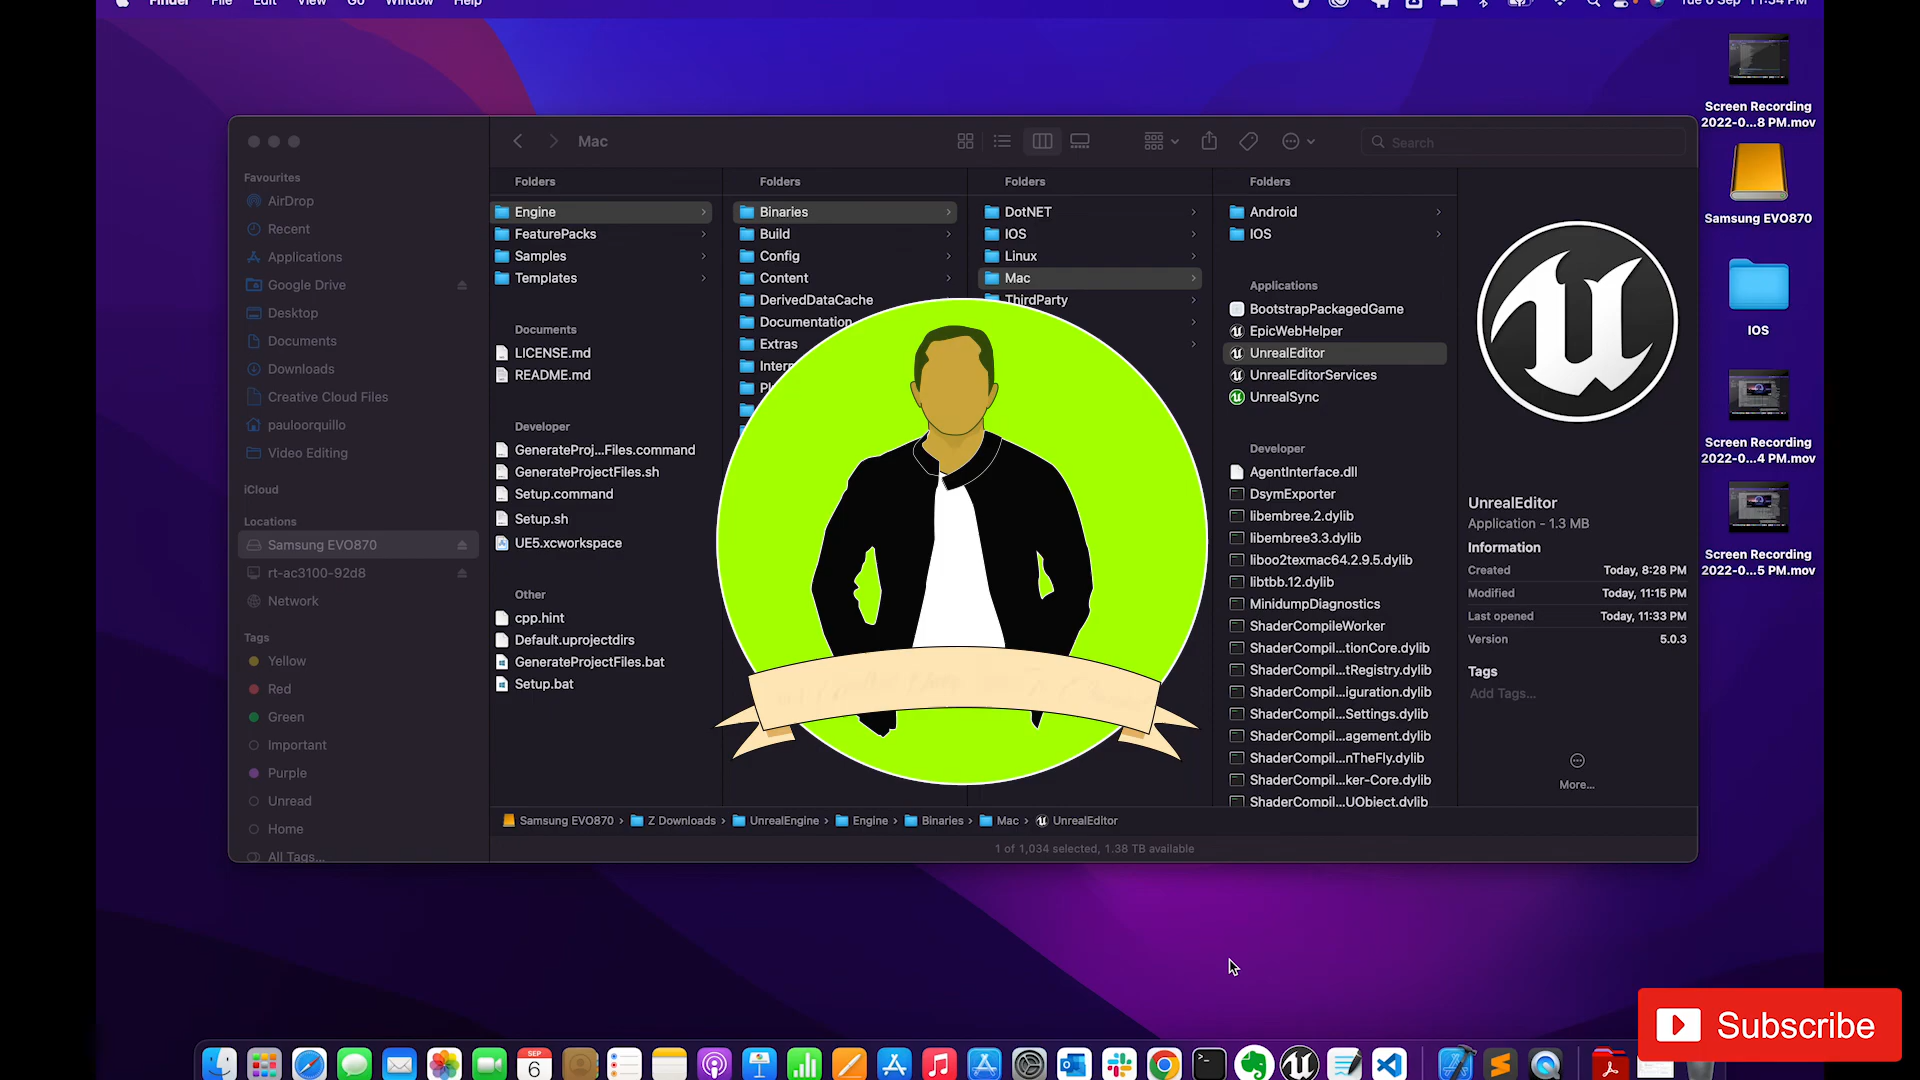 Finder File Edit View Go Window Help
Tue 6 Sep 11:34 PM
Mac
Search
Favourites
AirDrop
Recent
Applications
Google Drive
Desktop
Documents
Downloads
Creative Cloud Files
pauloorquillo
Video Editing
iCloud
Locations
Samsung EVO870
rt-ac3100-92d8
Network
Tags
Yellow
Red
Green
Important
Purple
Unread
Home
All Tags...
Folders
Engine
FeaturePacks
Samples
Templates
Documents
LICENSE.md
README.md
Developer
GenerateProj...Files.command
GenerateProjectFiles.sh
Setup.command
Setup.sh
UE5.xcworkspace
Other
cpp.hint
Default.uprojectdirs
GenerateProjectFiles.bat
Setup.bat
Folders
Binaries
Build
Config
Content
DerivedDataCache
Documentation
Extras
Folders
DotNET
IOS
Linux
Mac
ThirdParty
Folders
Android
IOS
Applications
BootstrapPackagedGame
EpicWebHelper
UnrealEditor
UnrealEditorServices
UnrealSync
Developer
AgentInterface.dll
DsymExporter
libembree.2.dylib
libembree3.3.dylib
liboo2texmac64.2.9.5.dylib
libtbb.12.dylib
MinidumpDiagnostics
ShaderCompileWorker
ShaderCompil...tionCore.dylib
ShaderCompil...tRegistry.dylib
ShaderCompil...iguration.dylib
ShaderCompil...Settings.dylib
ShaderCompil...agement.dylib
ShaderCompil...nTheFly.dylib
ShaderCompil...ker-Core.dylib
ShaderCompil...UObject.dylib
UnrealEditor
Application - 1.3 MB
Information
Created Today, 8:28 PM
Modified Today, 11:15 PM
Last opened Today, 11:33 PM
Version 5.0.3
Tags
Add Tags...
More...
Samsung EVO870 › Z Downloads › UnrealEngine › Engine › Binaries › Mac › UnrealEditor
1 of 1,034 selected, 1.38 TB available
Screen Recording
2022-0...8 PM.mov
Samsung EVO870
IOS
Screen Recording
2022-0...4 PM.mov
Screen Recording
2022-0...5 PM.mov
SEP
6
Subscribe